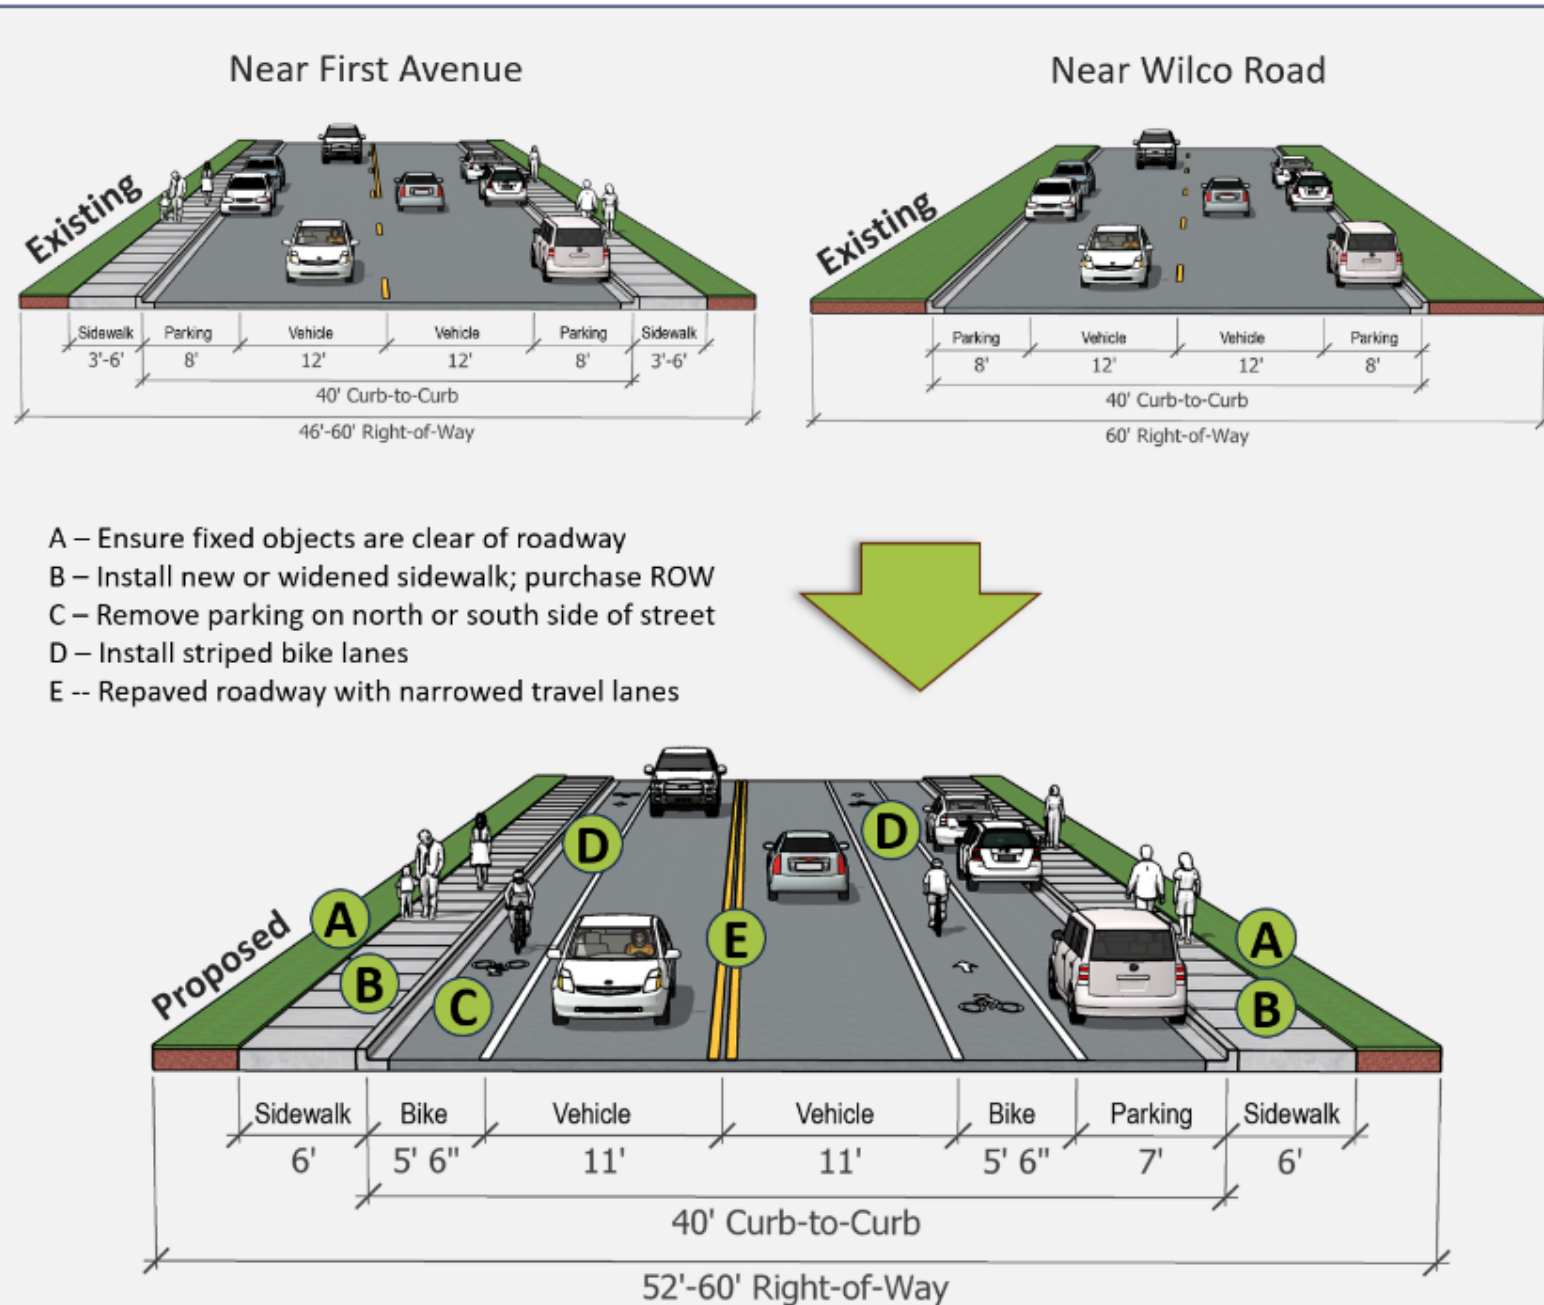 Near First Avenue
Near Wilco Road
Existing
Sidewalk Parking Vehicle Vehicle Parking Sidewalk
3'-6' 8' 12' 12' 8' 3'-6'
40' Curb-to-Curb
46'-60' Right-of-Way
Existing
Parking Vehicle Vehicle Parking
8' 12' 12' 8'
40' Curb-to-Curb
60' Right-of-Way
A – Ensure fixed objects are clear of roadway
B – Install new or widened sidewalk; purchase ROW
C – Remove parking on north or south side of street
D – Install striped bike lanes
E -- Repaved roadway with narrowed travel lanes
Proposed
D
D
A
E
A
B
C
B
Sidewalk Bike Vehicle Vehicle Bike Parking Sidewalk
6' 5' 6" 11' 11' 5' 6" 7' 6'
40' Curb-to-Curb
52'-60' Right-of-Way